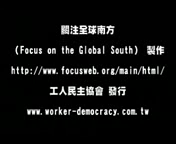 關注全球南方
(Focus on the Global South) 製作
http://www.focusweb.org/main/html/
工人民主協會 發行
www.worker-democracy.com.tw